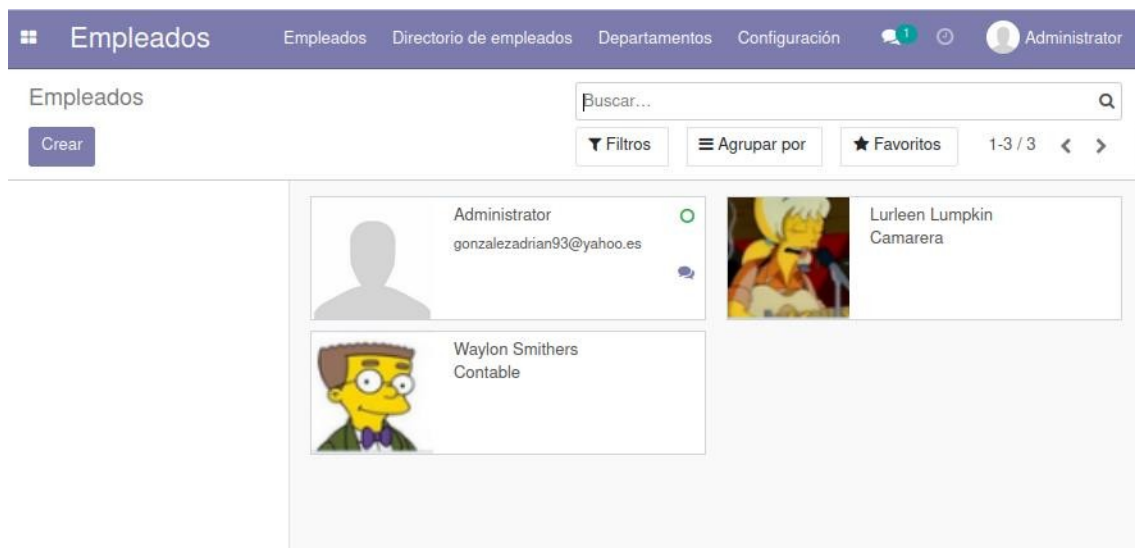 Empleados Empleados Directorio de empleados Departamentos Configuración 1 Administrator
Empleados
Buscar...
Crear
Filtros Agrupar por Favoritos 1-3 / 3
Administrator
gonzalezadrian93@yahoo.es
Lurleen Lumpkin
Camarera
Waylon Smithers
Contable